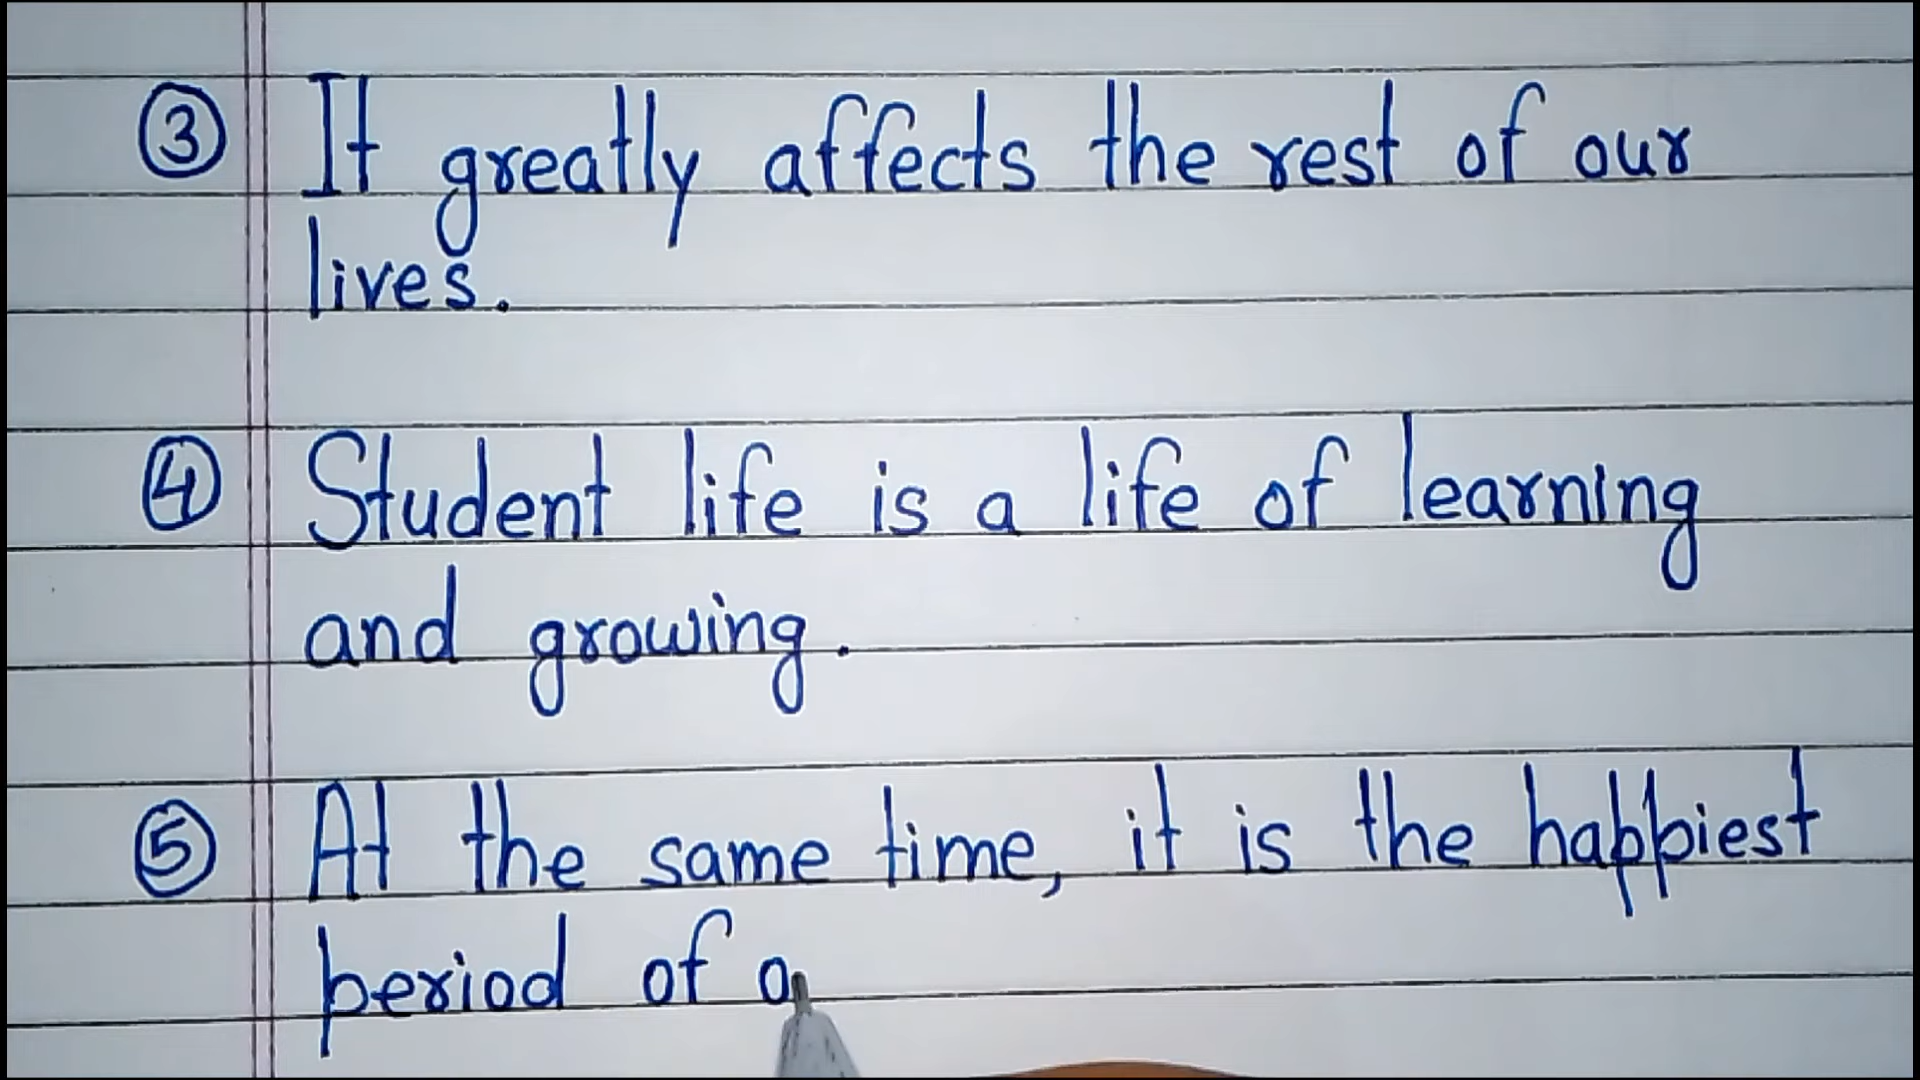 ③ It greatly affects the rest of our
lives.
④ Student life is a life of learning
and growing.
⑤ At the same time, it is the happiest
period of